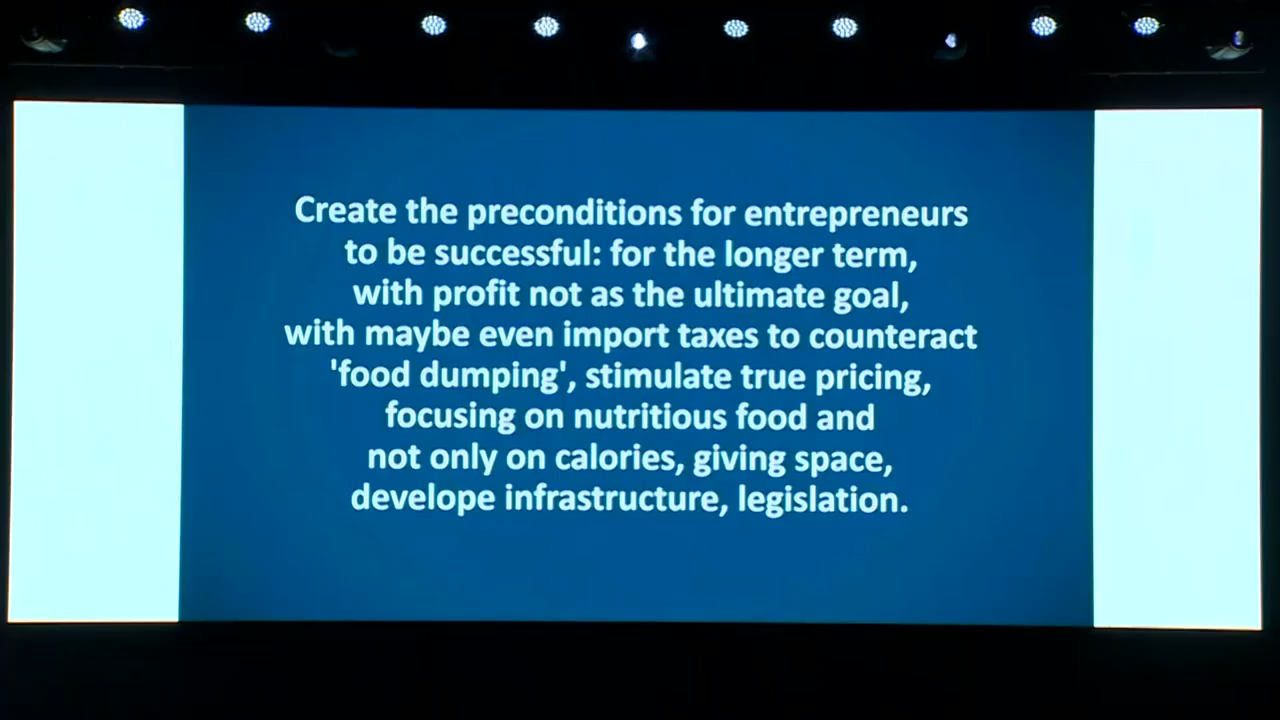 Create the preconditions for entrepreneurs
to be successful: for the longer term,
with profit not as the ultimate goal,
with maybe even import taxes to counteract
'food dumping', stimulate true pricing,
focusing on nutritious food and
not only on calories, giving space,
develope infrastructure, legislation.